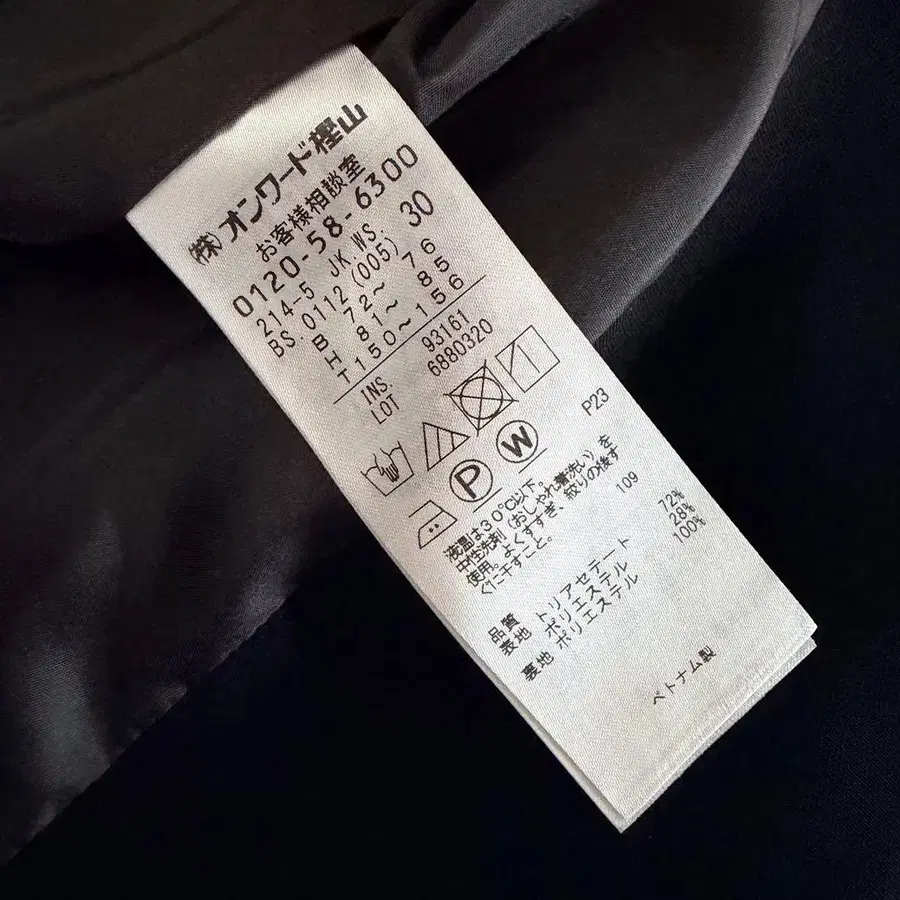 ㈱オンワード樫山
お客様相談室
0120-58-6300
214-5 JK.WS. 30
BS.0112 (005)
B 72～ 76
H 81～ 85
T150～156
INS. 93161
LOT 6880320
P W P23
液温は30℃以下。
中性洗剤(おしゃれ着洗い)を
使用。よくすすぎ、絞りの後す
ぐに干すこと。
109
品質
表地 トリアセテート 72%
ポリエステル 28%
裏地 ポリエステル 100%
ベトナム製